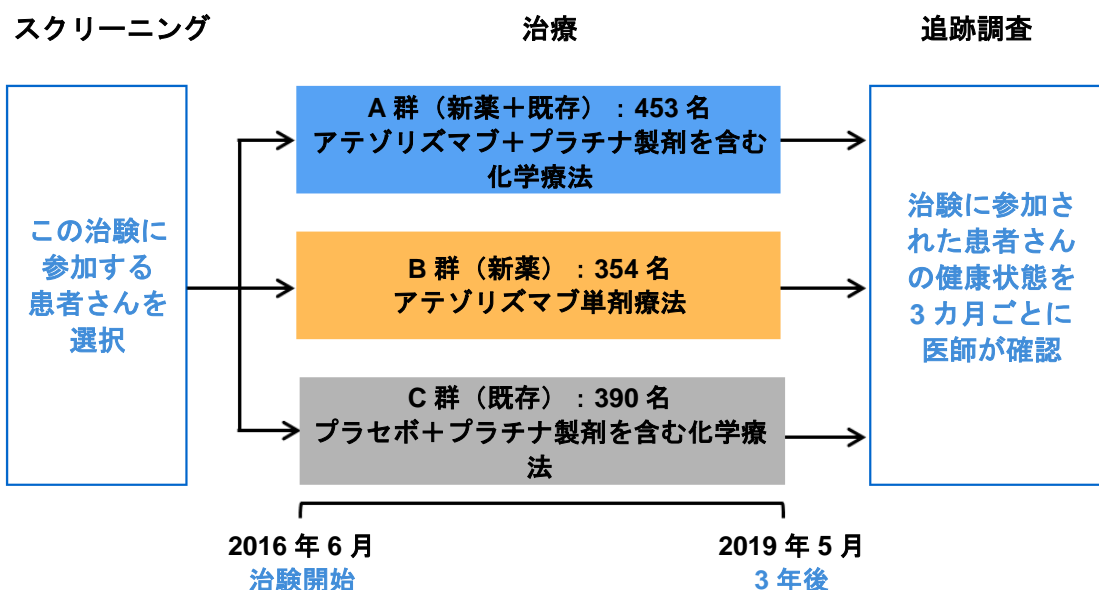 スクリーニング
治療
追跡調査
この治験に
参加する
患者さんを
選択
A 群（新薬＋既存）：453 名
アテゾリズマブ＋プラチナ製剤を含む
化学療法
B 群（新薬）：354 名
アテゾリズマブ単剤療法
C 群（既存）：390 名
プラセボ＋プラチナ製剤を含む化学療
法
治験に参加さ
れた患者さん
の健康状態を
3 カ月ごとに
医師が確認
2016 年 6 月
治験開始
2019 年 5 月
3 年後